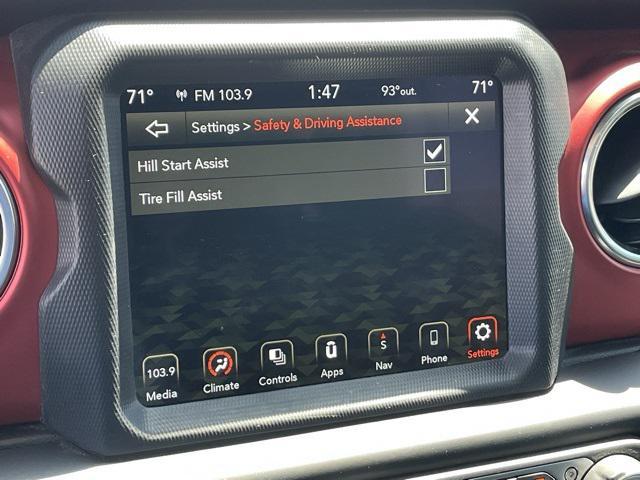 71° FM 103.9 1:47 93° out. 71°
Settings > Safety & Driving Assistance
Hill Start Assist
Tire Fill Assist
103.9 S
Media Climate Controls Apps Nav Phone Settings